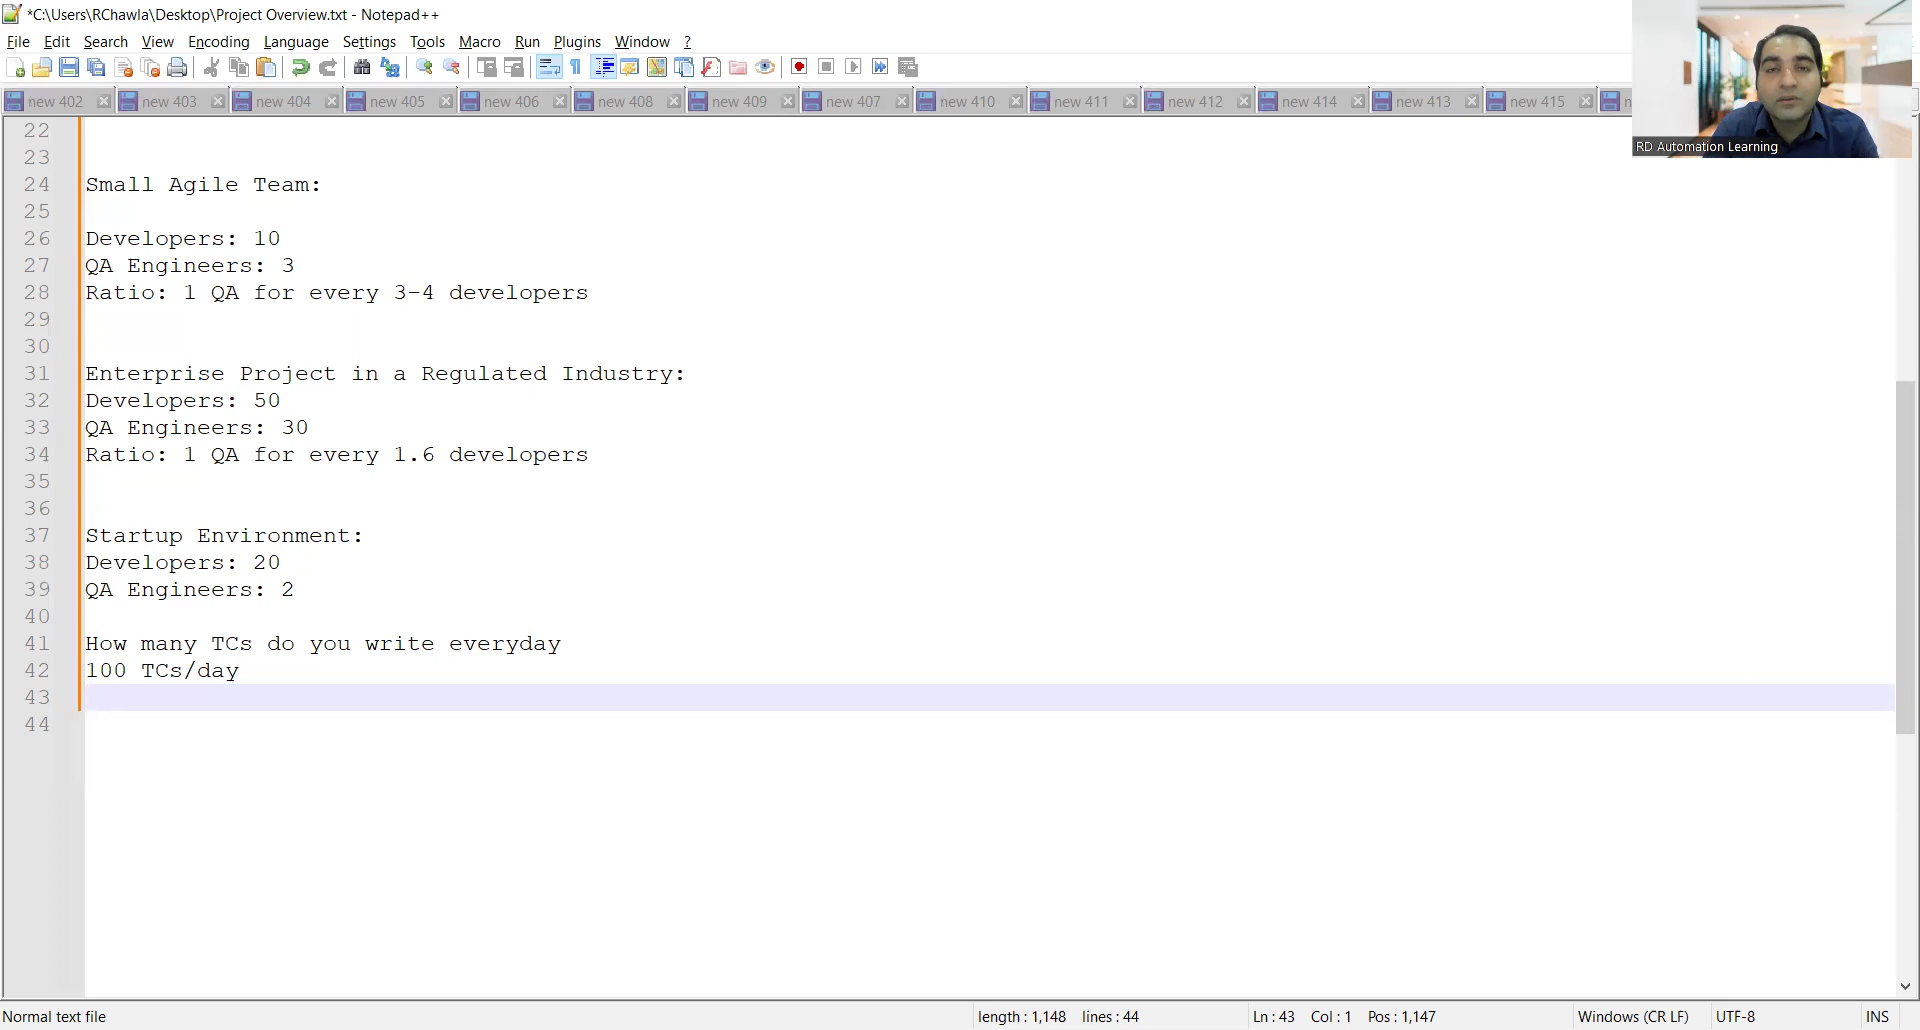 *C:\Users\RChawla\Desktop\Project Overview.txt - Notepad++
File Edit Search View Encoding Language Settings Tools Macro Run Plugins Window ?
new 402 new 403 new 404 new 405 new 406 new 408 new 409 new 407 new 410 new 411 new 412 new 414 new 413 new 415
RD Automation Learning
22
23
24 Small Agile Team:
25
26 Developers: 10
27 QA Engineers: 3
28 Ratio: 1 QA for every 3-4 developers
29
30
31 Enterprise Project in a Regulated Industry:
32 Developers: 50
33 QA Engineers: 30
34 Ratio: 1 QA for every 1.6 developers
35
36
37 Startup Environment:
38 Developers: 20
39 QA Engineers: 2
40
41 How many TCs do you write everyday
42 100 TCs/day
43
44
Normal text file length : 1,148 lines : 44 Ln : 43 Col : 1 Pos : 1,147 Windows (CR LF) UTF-8 INS